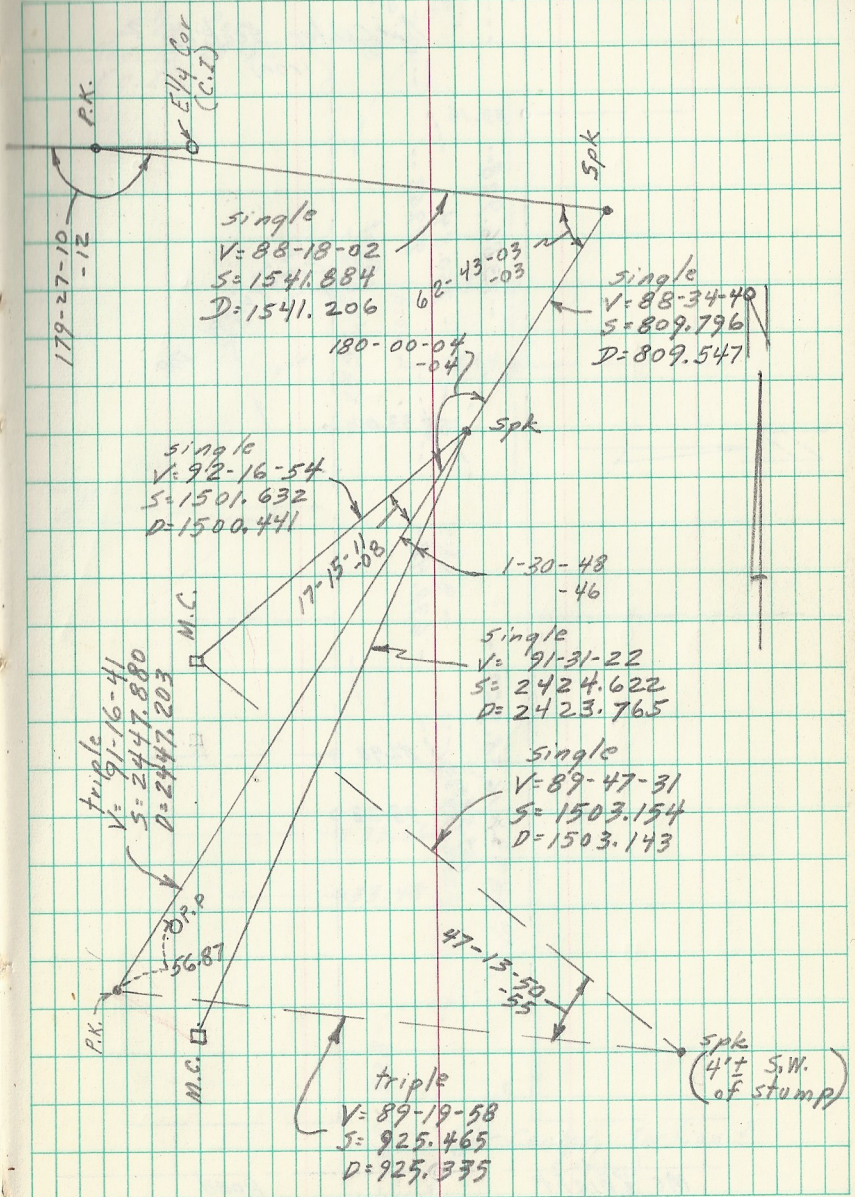 P.K.
E 1/4 Cor
(C.I)
179-27-10
-12
Spk
single
V=88-18-02
S=1541.884
D=1541.206
62-43-03
-03
single
V=88-34-40
S=809.796
D=809.547
180-00-04
-04
spk
single
V=92-16-54
S=1501.632
D=1500.441
17-15-11
-08
1-30-48
-46
M.C.
single
V= 91-31-22
S= 2424.622
D= 2423.765
triple
V= 91-16-41
S= 2447.880
D= 2447.203
single
V=89-47-31
S= 1503.154
D=1503.143
P.P
56.87
47-13-50
-55
P.K.
M.C.
spk
(4'± S.W.
of stump)
triple
V= 89-19-58
S= 925.465
D=925.335